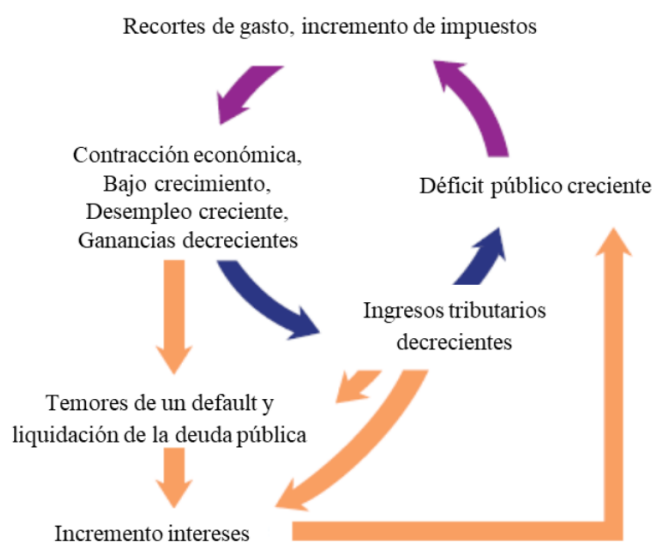 Recortes de gasto, incremento de impuestos
Contracción económica,
Bajo crecimiento,
Desempleo creciente,
Ganancias decrecientes
Déficit público creciente
Ingresos tributarios
decrecientes
Temores de un default y
liquidación de la deuda pública
Incremento intereses